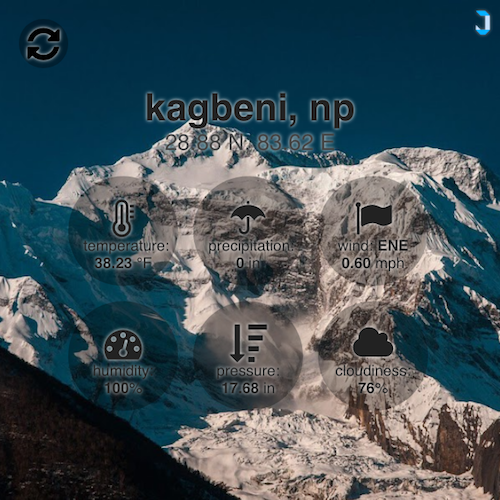 kagbeni, np
28.88 N, 83.62 E
temperature:
38.23 °F
precipitation:
0 in
wind: ENE
0.60 mph
humidity:
100%
pressure:
17.68 in
cloudiness:
76%